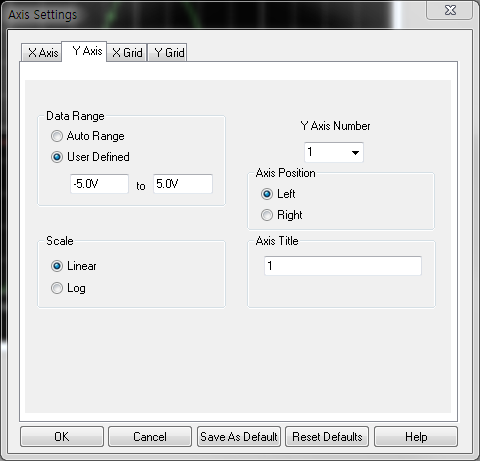 Axis Settings
X Axis Y Axis X Grid Y Grid
Data Range
Auto Range
User Defined
-5.0V to 5.0V
Y Axis Number
1
Axis Position
Left
Right
Scale
Linear
Log
Axis Title
1
OK Cancel Save As Default Reset Defaults Help